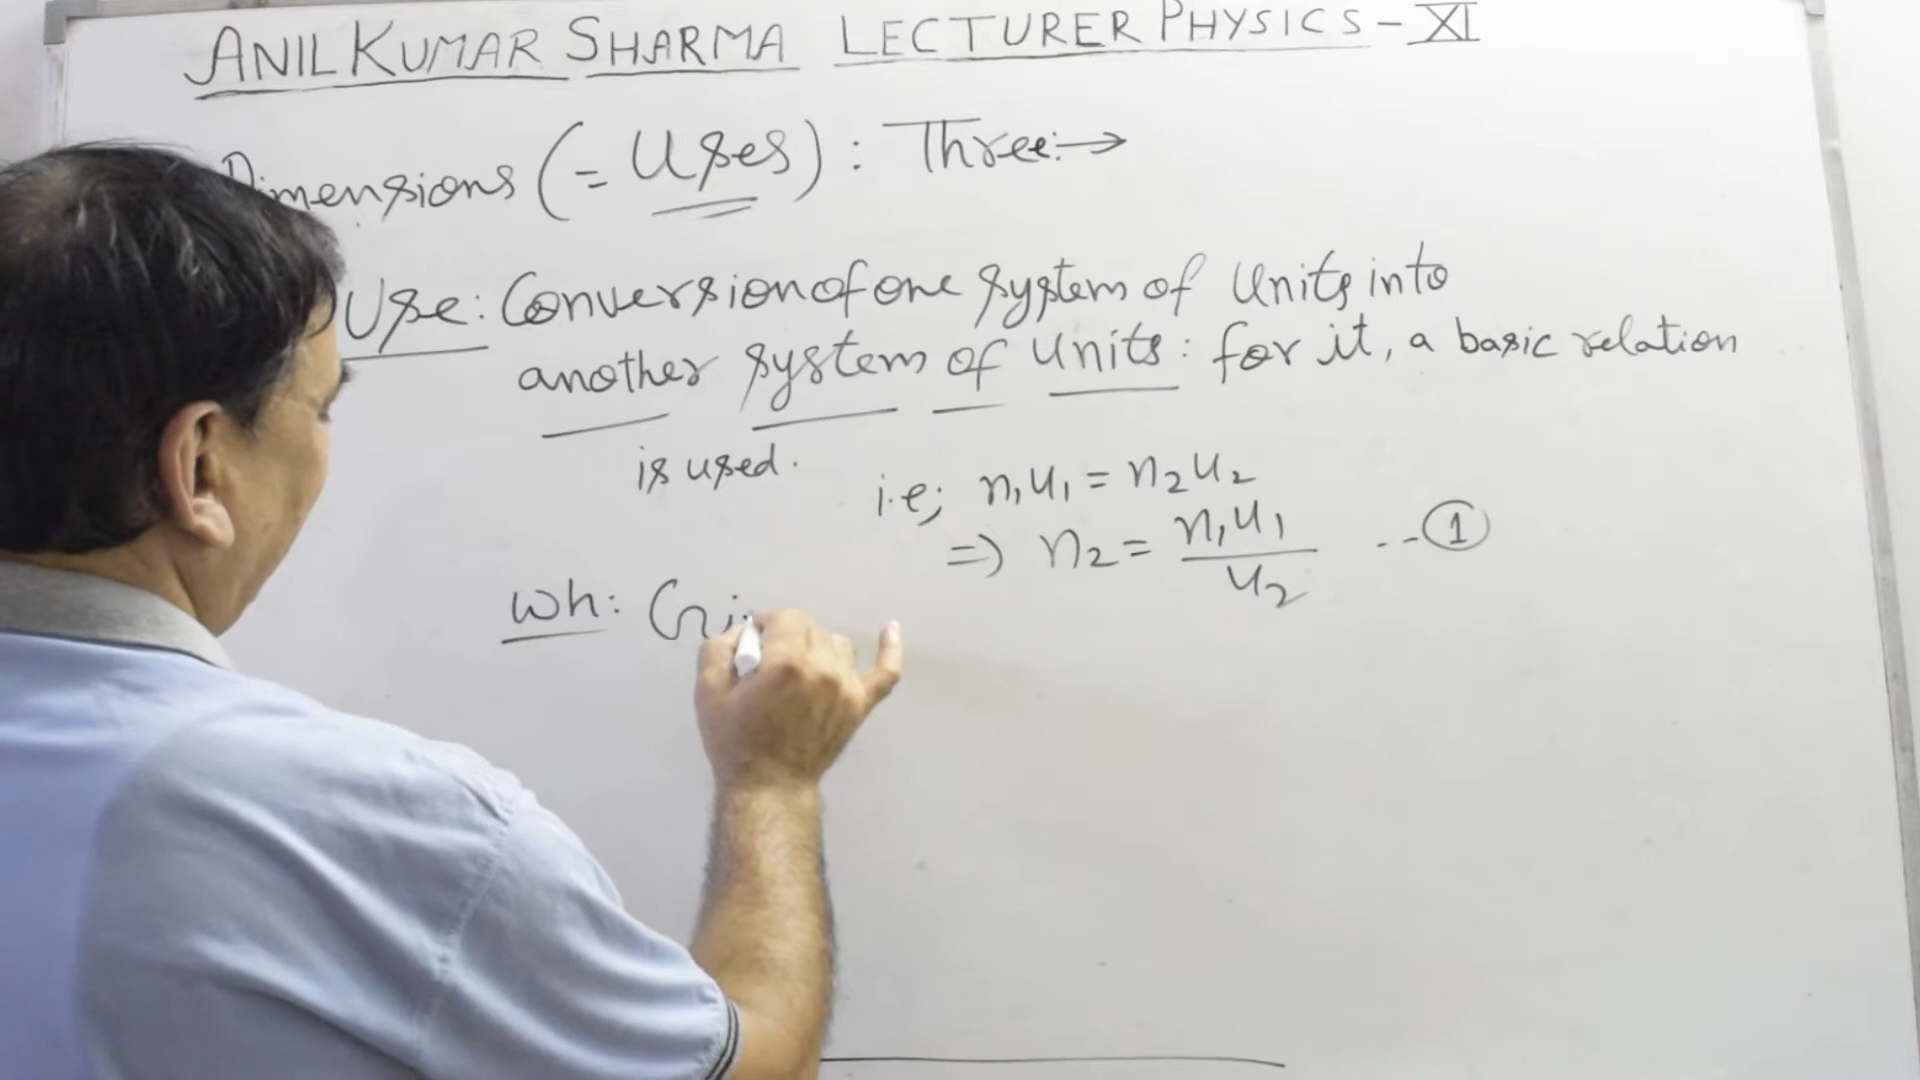 ANIL KUMAR SHARMA LECTURER PHYSICS - XI
Dimensions (= Uses) : Three:→
Use: Conversion of one system of Units into
another system of units: for it, a basic relation
is used.
i.e; n₁u₁ = n₂u₂
⇒ n₂ = n₁u₁/u₂ --①
Wh: Gi